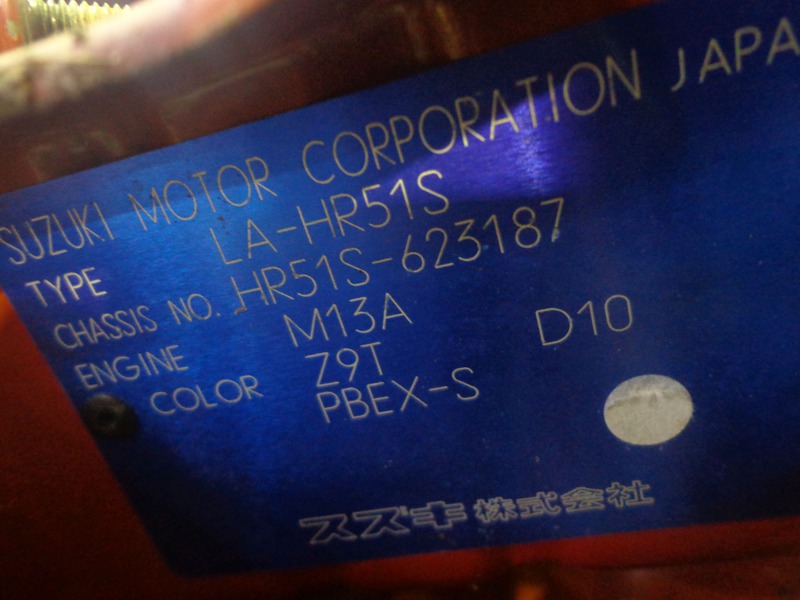 SUZUKI MOTOR CORPORATION JAPA
TYPE LA-HR51S
CHASSIS NO. HR51S-623187
ENGINE M13A D10
COLOR Z9T
PBEX-S
スズキ株式会社